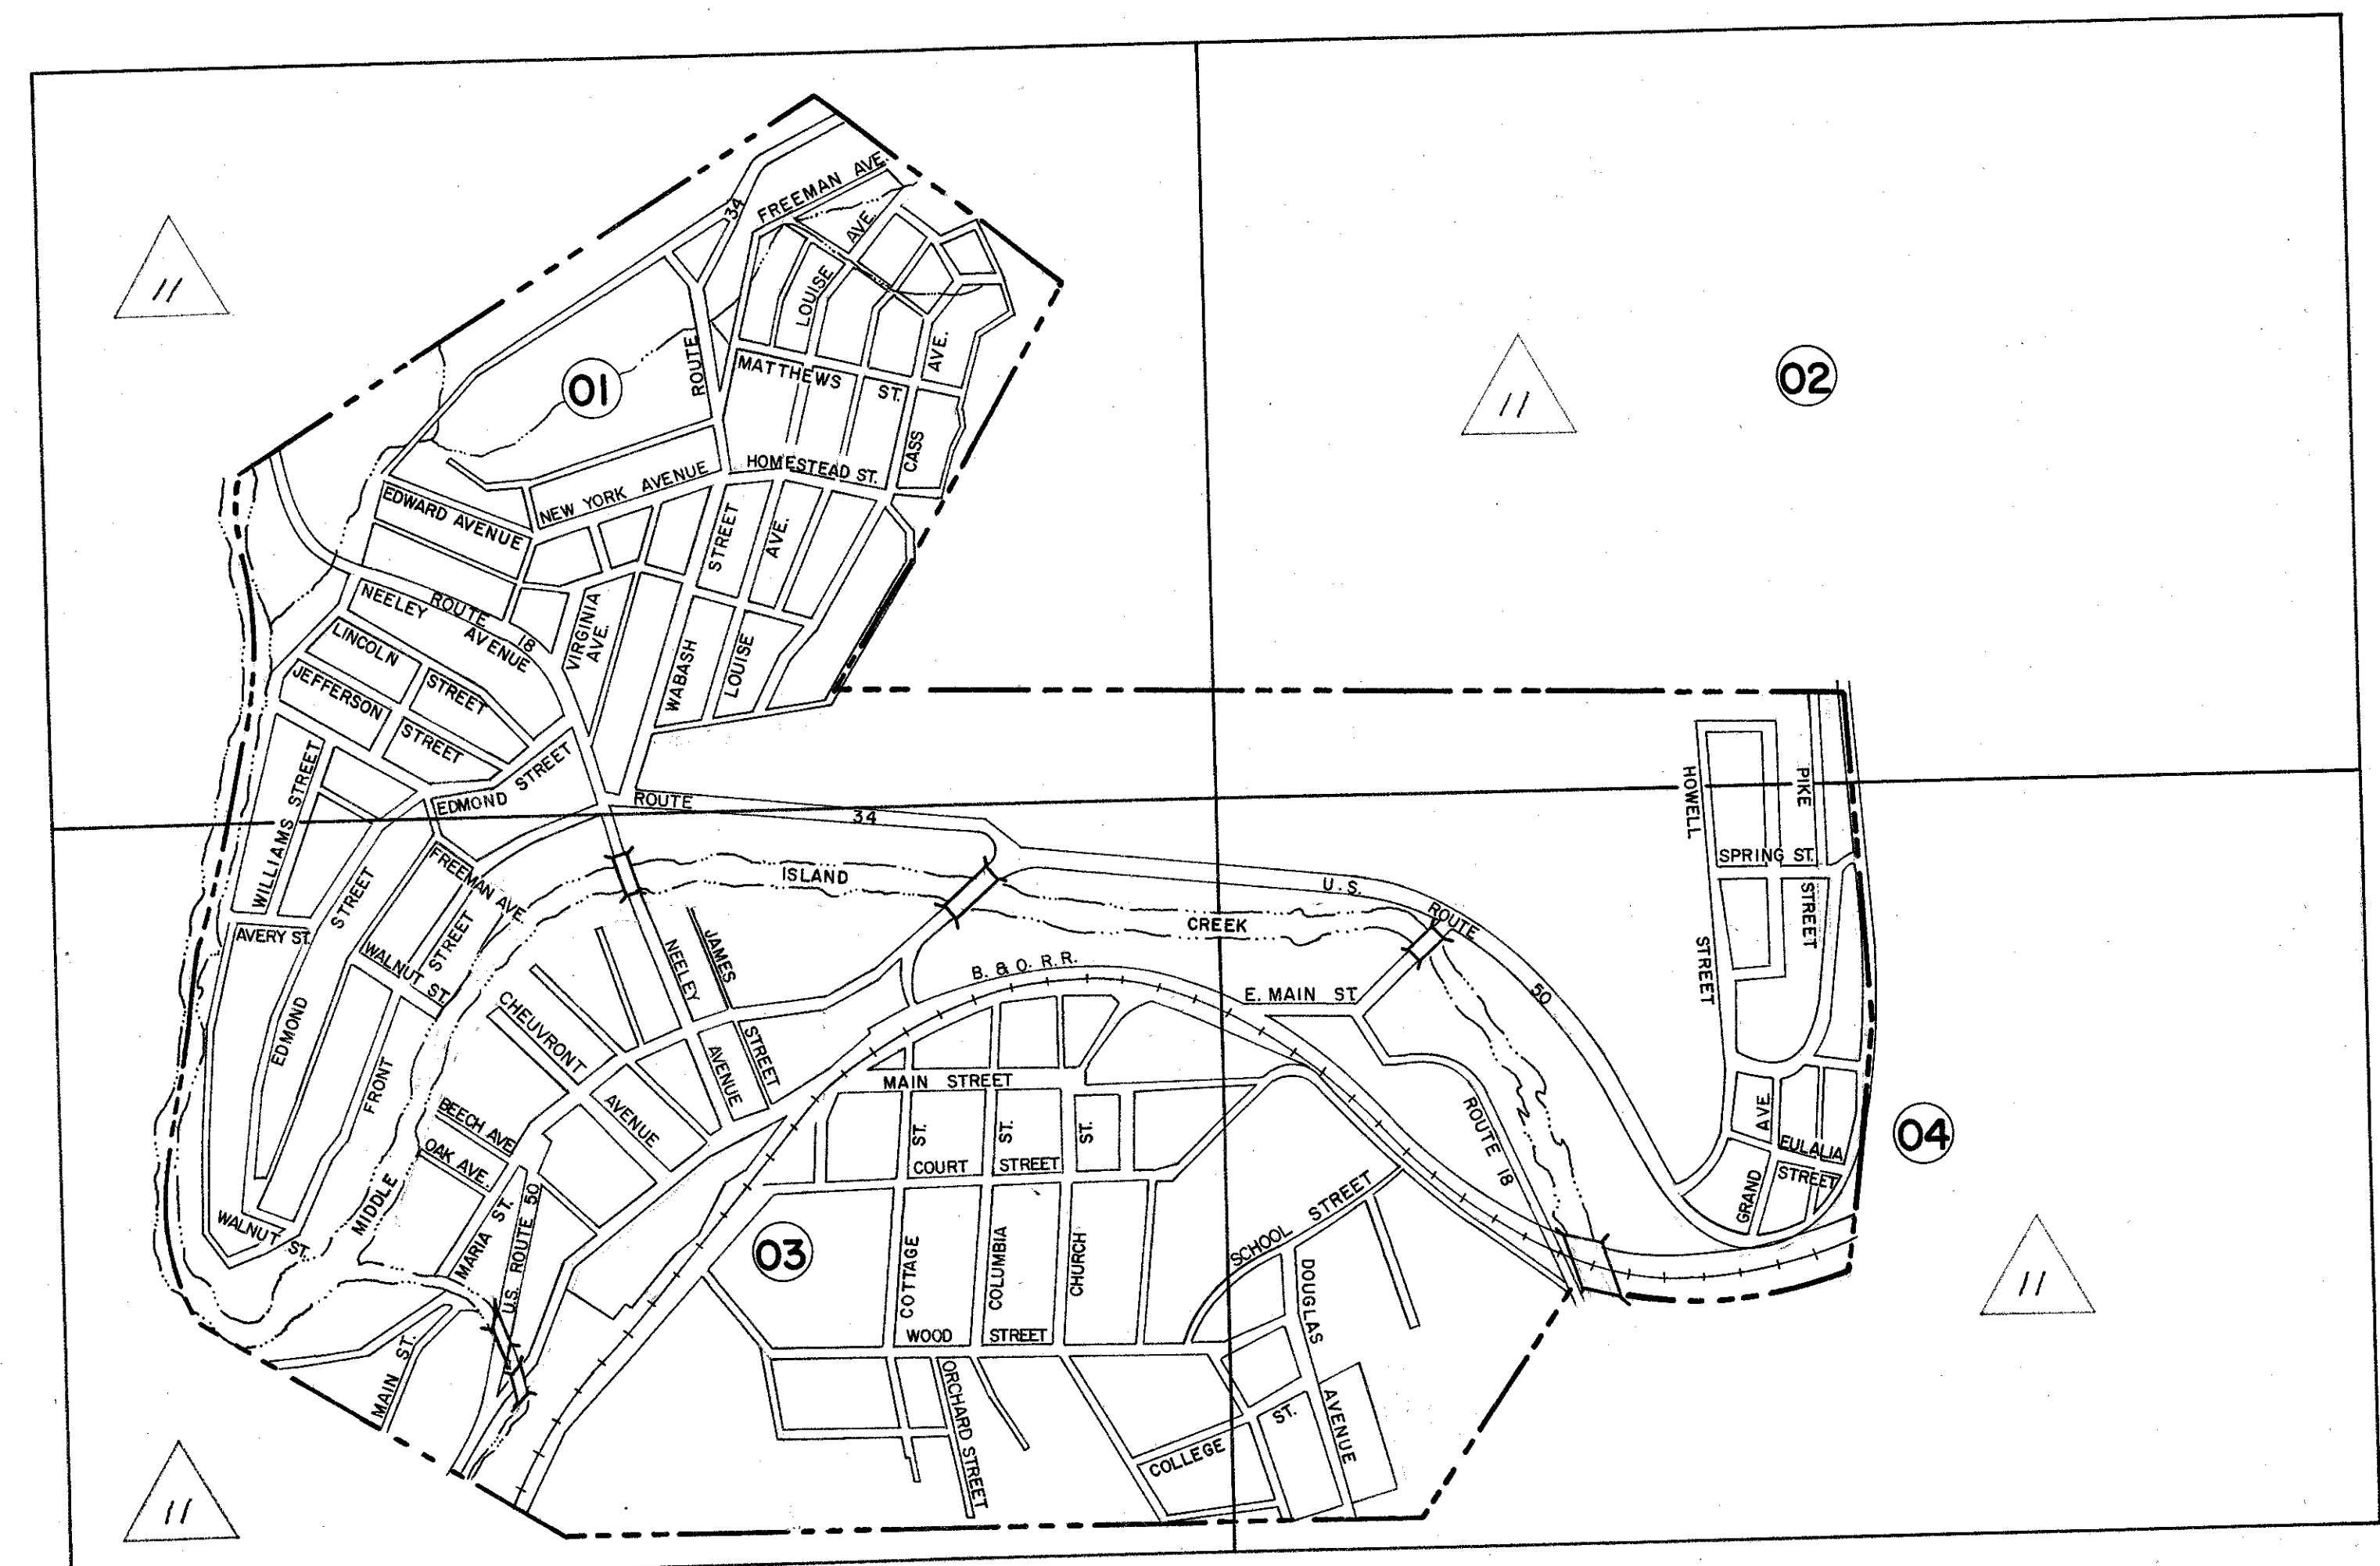 34
FREEMAN AVE.
AVE.
LOUISE
11
01
ROUTE
MATTHEWS ST.
AVE.
CASS
11
02
HOMESTEAD ST.
NEW YORK AVENUE
EDWARD AVENUE
STREET
AVE.
NEELEY AVENUE
ROUTE 18
VIRGINIA AVE.
LINCOLN STREET
JEFFERSON STREET
WABASH
LOUISE
EDMOND STREET
WILLIAMS STREET
ROUTE 34
HOWELL STREET
PIKE STREET
SPRING ST.
FREEMAN AVE.
ISLAND
CREEK
U.S. ROUTE 50
AVERY ST.
STREET
STREET
WALNUT ST.
NEELEY AVENUE
JAMES STREET
B. & O. R.R.
E. MAIN ST.
CHEUVRONT AVENUE
EDMOND
FRONT
MAIN STREET
ROUTE 18
BEECH AVE.
OAK AVE.
ST.
ST.
ST.
COURT STREET
AVE.
EULALIA STREET
GRAND
04
MIDDLE
WALNUT ST.
MARIA ST.
U.S. ROUTE 50
03
COTTAGE
COLUMBIA
CHURCH
SCHOOL STREET
DOUGLAS AVENUE
11
WOOD STREET
MAIN ST.
ORCHARD STREET
COLLEGE ST.
11